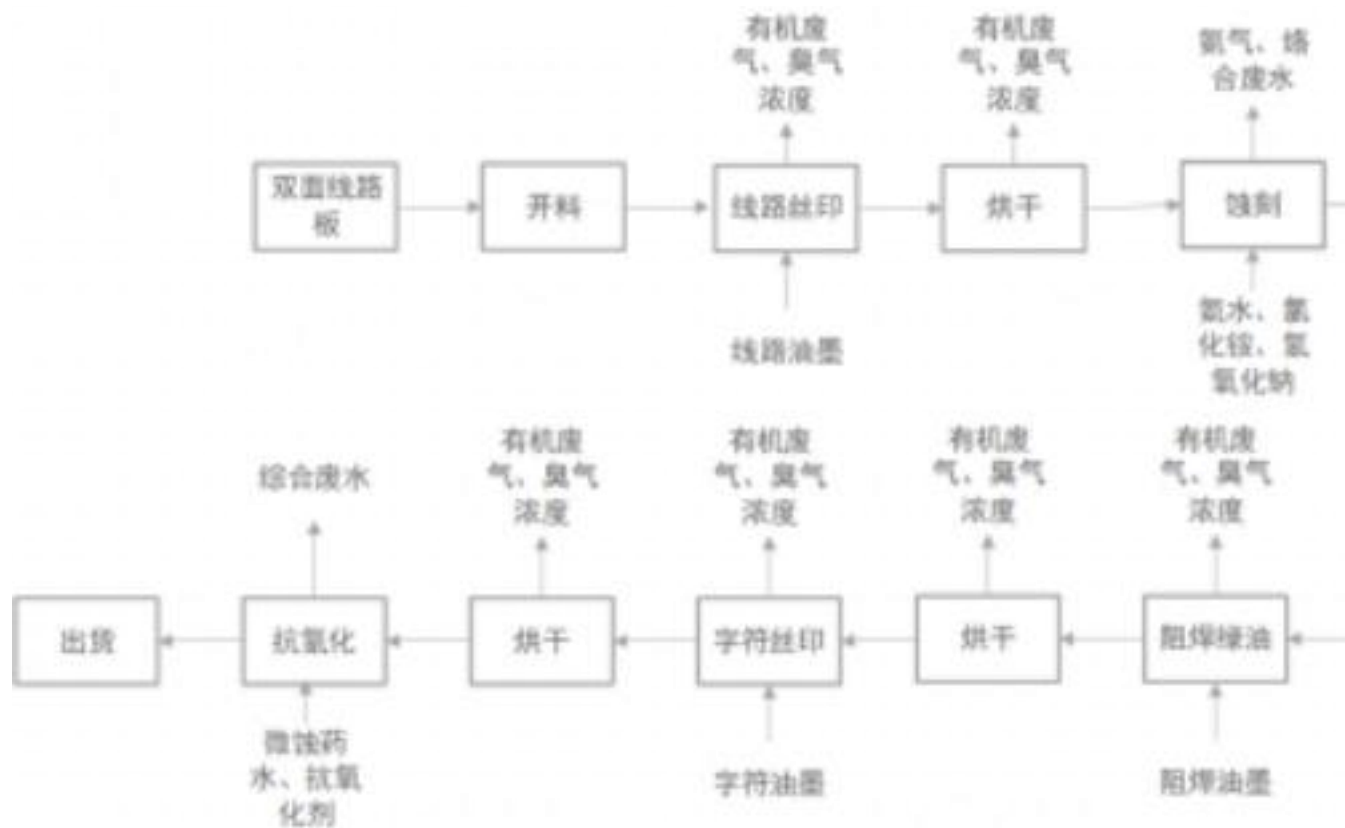 有机废
气、臭气
浓度
有机废
气、臭气
浓度
氨气、络
合废水
双面线路
板
开料
线路丝印
烘干
蚀刻
线路油墨
氨水、氯
化铵、氢
氧化钠
综合废水
有机废
气、臭气
浓度
有机废
气、臭气
浓度
有机废
气、臭气
浓度
有机废
气、臭气
浓度
出货
抗氧化
烘干
字符丝印
烘干
阻焊绿油
微蚀药
水、抗氧
化剂
字符油墨
阻焊油墨